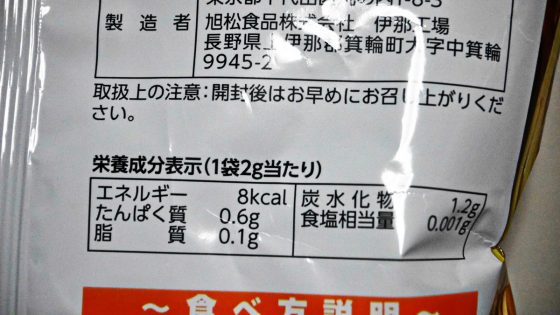 製造者
旭松食品株式会社 伊那工場
長野県上伊那郡箕輪町大字中箕輪
9945-2
取扱上の注意:開封後はお早めにお召し上がりくだ
さい。
栄養成分表示(1袋2g当たり)
エネルギー 8kcal
たんぱく質 0.6g
脂質 0.1g
炭水化物 1.2g
食塩相当量 0.001g
～食べ方説明～